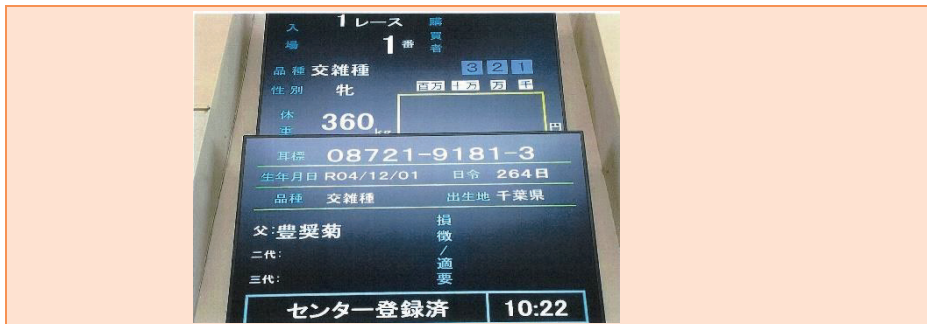 入場 1レース 購買者
1番
品種 交雑種 321
性別 牝 百万 十万 万 千
体重 360kg 円
耳標 08721-9181-3
生年月日 R04/12/01 日令 264日
品種 交雑種 出生地 千葉県
父:豊奨菊 損徴/適要
二代:
三代:
センター登録済 10:22